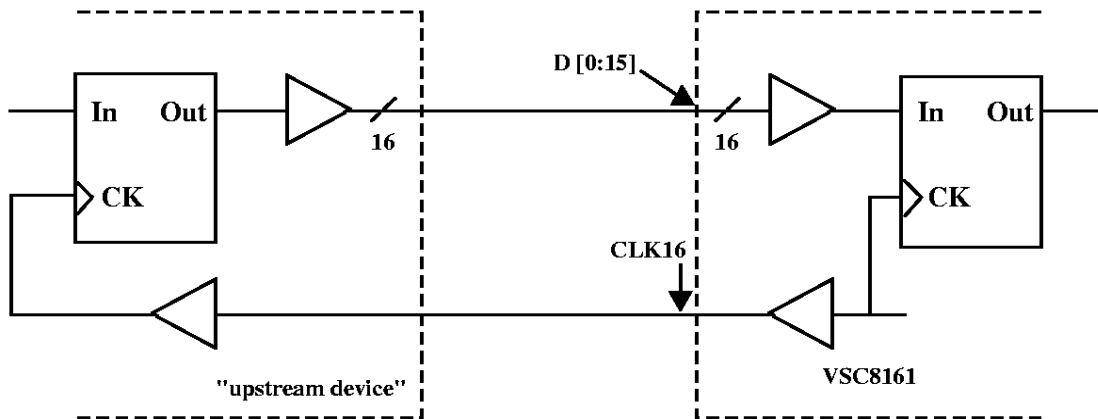 D [0:15]
In Out
16
16
In Out
CK
CK
CLK16
"upstream device"
VSC8161